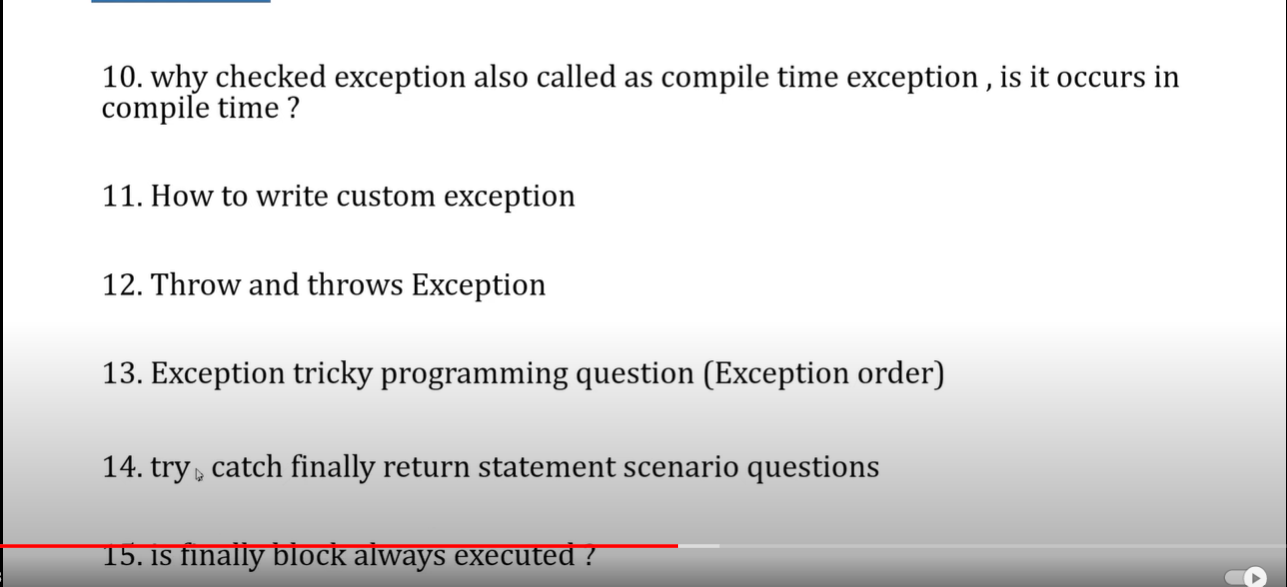 10. why checked exception also called as compile time exception , is it occurs in
compile time ?
11. How to write custom exception
12. Throw and throws Exception
13. Exception tricky programming question (Exception order)
14. try , catch finally return statement scenario questions
15. is finally block always executed ?